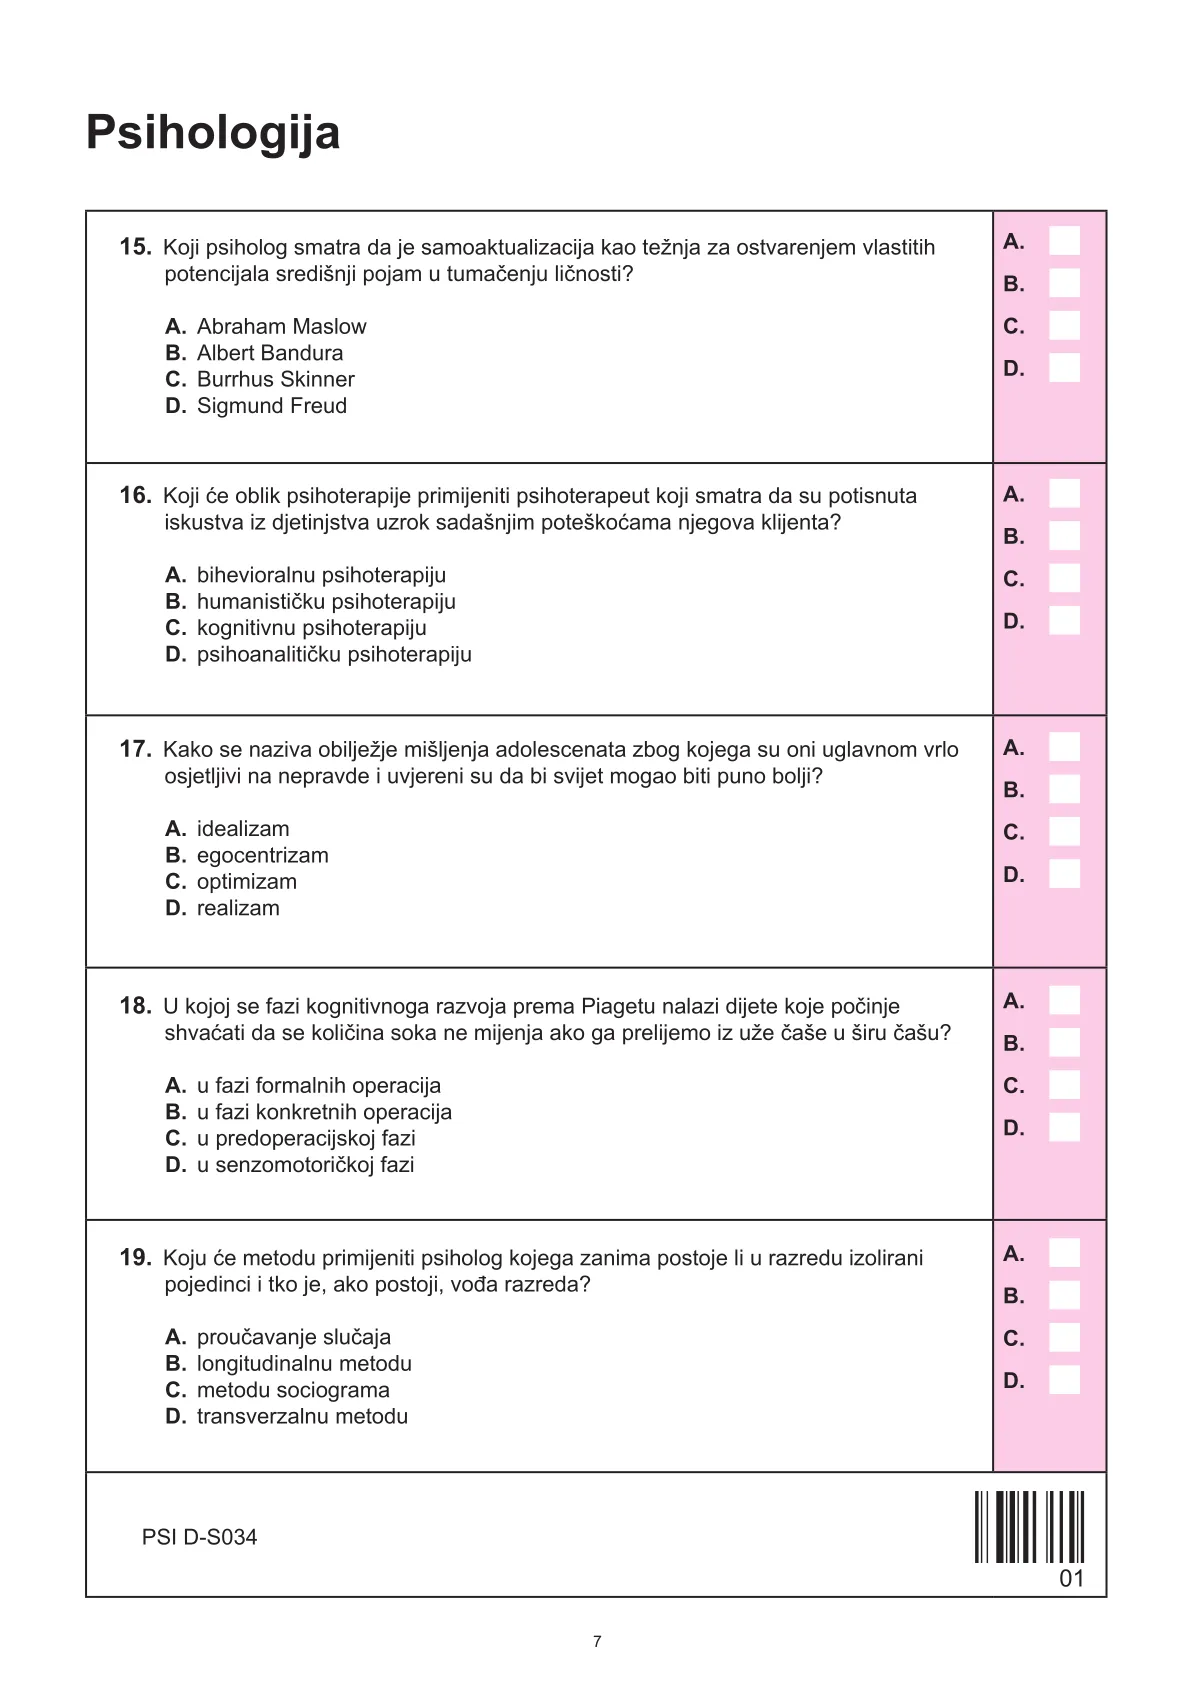 Psihologija
15. Koji psiholog smatra da je samoaktualizacija kao težnja za ostvarenjem vlastitih
potencijala središnji pojam u tumačenju ličnosti?
A. Abraham Maslow
B. Albert Bandura
C. Burrhus Skinner
D. Sigmund Freud
A.
B.
C.
D.
16. Koji će oblik psihoterapije primijeniti psihoterapeut koji smatra da su potisnuta
iskustva iz djetinjstva uzrok sadašnjim poteškoćama njegova klijenta?
A. bihevioralnu psihoterapiju
B. humanističku psihoterapiju
C. kognitivnu psihoterapiju
D. psihoanalitičku psihoterapiju
A.
B.
C.
D.
17. Kako se naziva obilježje mišljenja adolescenata zbog kojega su oni uglavnom vrlo
osjetljivi na nepravde i uvjereni su da bi svijet mogao biti puno bolji?
A. idealizam
B. egocentrizam
C. optimizam
D. realizam
A.
B.
C.
D.
18. U kojoj se fazi kognitivnoga razvoja prema Piagetu nalazi dijete koje počinje
shvaćati da se količina soka ne mijenja ako ga prelijemo iz uže čaše u širu čašu?
A. u fazi formalnih operacija
B. u fazi konkretnih operacija
C. u predoperacijskoj fazi
D. u senzomotoričkoj fazi
A.
B.
C.
D.
19. Koju će metodu primijeniti psiholog kojega zanima postoje li u razredu izolirani
pojedinci i tko je, ako postoji, vođa razreda?
A. proučavanje slučaja
B. longitudinalnu metodu
C. metodu sociograma
D. transverzalnu metodu
A.
B.
C.
D.
PSI D-S034
01
7